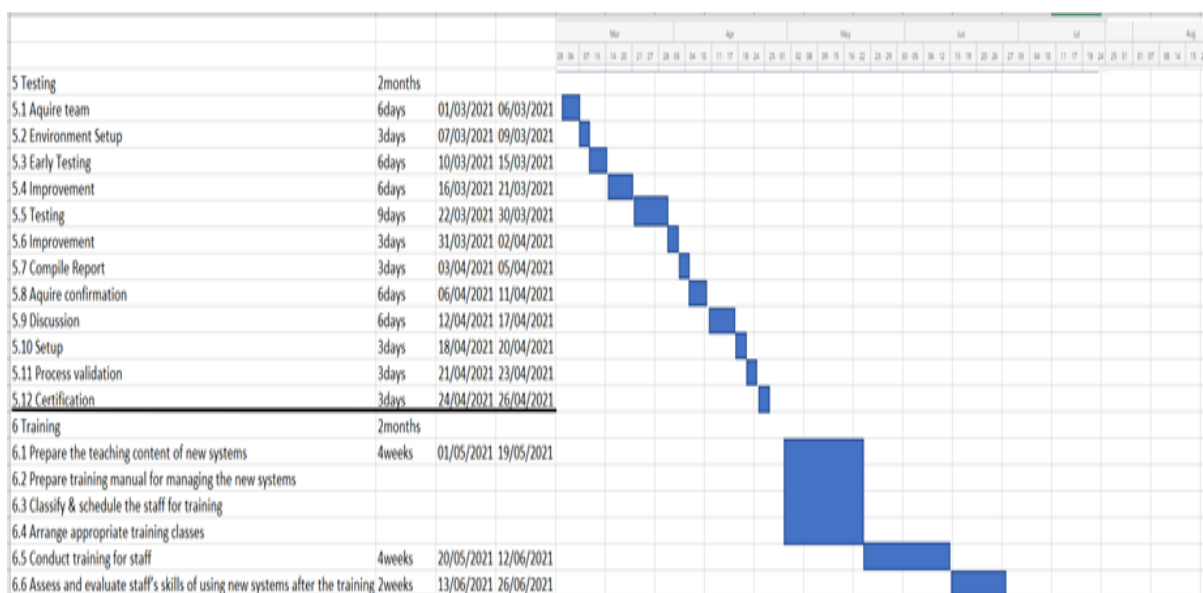 Mar Apr May Jun Jul Aug
5 Testing 2months
5.1 Aquire team 6days 01/03/2021 06/03/2021
5.2 Environment Setup 3days 07/03/2021 09/03/2021
5.3 Early Testing 6days 10/03/2021 15/03/2021
5.4 Improvement 6days 16/03/2021 21/03/2021
5.5 Testing 9days 22/03/2021 30/03/2021
5.6 Improvement 3days 31/03/2021 02/04/2021
5.7 Compile Report 3days 03/04/2021 05/04/2021
5.8 Aquire confirmation 6days 06/04/2021 11/04/2021
5.9 Discussion 6days 12/04/2021 17/04/2021
5.10 Setup 3days 18/04/2021 20/04/2021
5.11 Process validation 3days 21/04/2021 23/04/2021
5.12 Certification 3days 24/04/2021 26/04/2021
6 Training 2months
6.1 Prepare the teaching content of new systems 4weeks 01/05/2021 19/05/2021
6.2 Prepare training manual for managing the new systems
6.3 Classify & schedule the staff for training
6.4 Arrange appropriate training classes
6.5 Conduct training for staff 4weeks 20/05/2021 12/06/2021
6.6 Assess and evaluate staff's skills of using new systems after the training 2weeks 13/06/2021 26/06/2021